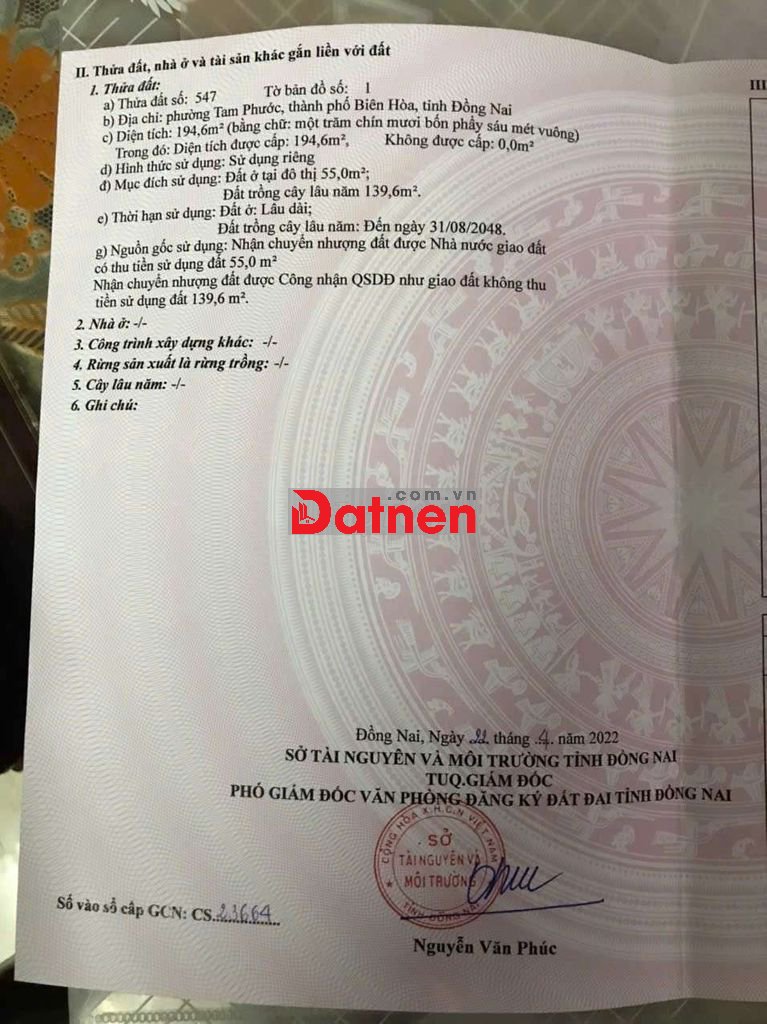 II. Thửa đất, nhà ở và tài sản khác gắn liền với đất
III
1. Thửa đất:
a) Thửa đất số: 547 Tờ bản đồ số: 1
b) Địa chỉ: phường Tam Phước, thành phố Biên Hòa, tỉnh Đồng Nai
c) Diện tích: 194,6m² (bằng chữ: một trăm chín mươi bốn phẩy sáu mét vuông)
Trong đó: Diện tích được cấp: 194,6m², Không được cấp: 0,0m²
d) Hình thức sử dụng: Sử dụng riêng
đ) Mục đích sử dụng: Đất ở tại đô thị 55,0m²;
Đất trồng cây lâu năm 139,6m².
e) Thời hạn sử dụng: Đất ở: Lâu dài;
Đất trồng cây lâu năm: Đến ngày 31/08/2048.
g) Nguồn gốc sử dụng: Nhận chuyển nhượng đất được Nhà nước giao đất
có thu tiền sử dụng đất 55,0 m²
Nhận chuyển nhượng đất được Công nhận QSDĐ như giao đất không thu
tiền sử dụng đất 139,6 m².
2. Nhà ở: -/-
3. Công trình xây dựng khác: -/-
4. Rừng sản xuất là rừng trồng: -/-
5. Cây lâu năm: -/-
6. Ghi chú:
.com.vn
Datnen
Đồng Nai, Ngày 22 tháng 4 năm 2022
SỞ TÀI NGUYÊN VÀ MÔI TRƯỜNG TỈNH ĐỒNG NAI
TUQ.GIÁM ĐỐC
PHÓ GIÁM ĐỐC VĂN PHÒNG ĐĂNG KÝ ĐẤT ĐAI TỈNH ĐỒNG NAI
CỘNG HÒA X.H.C.N VIỆT NAM
SỞ
TÀI NGUYÊN VÀ
MÔI TRƯỜNG
TỈNH ĐỒNG NAI
Số vào sổ cấp GCN: CS.23664
Nguyễn Văn Phúc